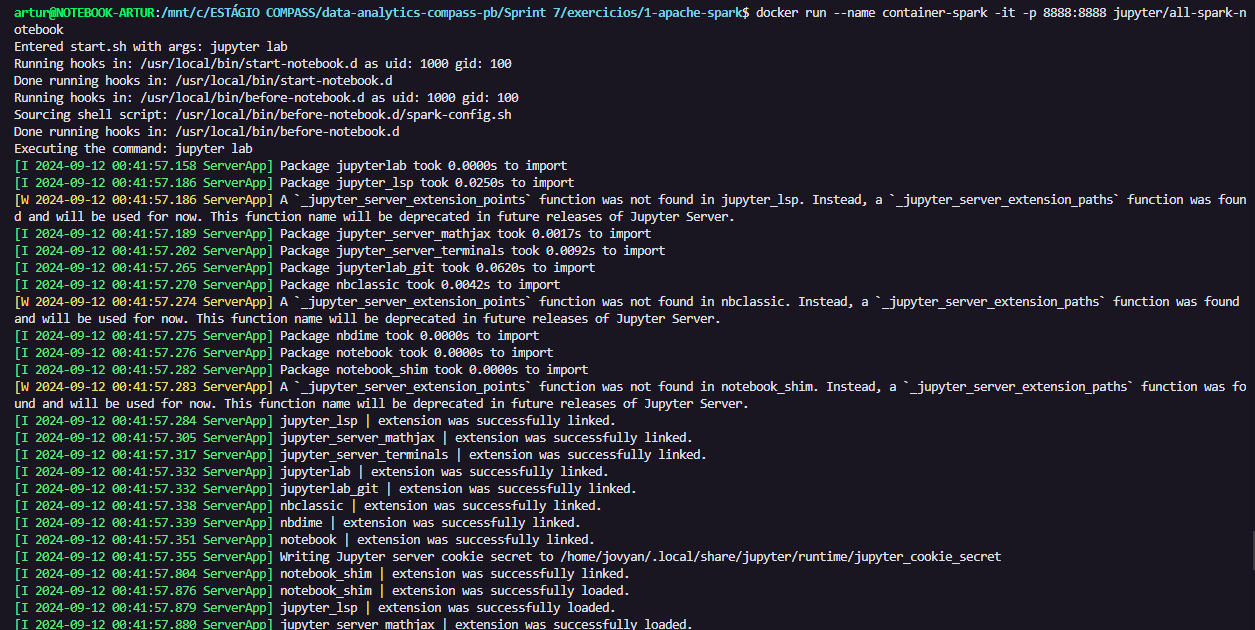 artur@NOTEBOOK-ARTUR:/mnt/c/ESTÁGIO COMPASS/data-analytics-compass-pb/Sprint 7/exercicios/1-apache-spark$ docker run --name container-spark -it -p 8888:8888 jupyter/all-spark-n
otebook
Entered start.sh with args: jupyter lab
Running hooks in: /usr/local/bin/start-notebook.d as uid: 1000 gid: 100
Done running hooks in: /usr/local/bin/start-notebook.d
Running hooks in: /usr/local/bin/before-notebook.d as uid: 1000 gid: 100
Sourcing shell script: /usr/local/bin/before-notebook.d/spark-config.sh
Done running hooks in: /usr/local/bin/before-notebook.d
Executing the command: jupyter lab
[I 2024-09-12 00:41:57.158 ServerApp] Package jupyterlab took 0.0000s to import
[I 2024-09-12 00:41:57.186 ServerApp] Package jupyter_lsp took 0.0250s to import
[W 2024-09-12 00:41:57.186 ServerApp] A `_jupyter_server_extension_points` function was not found in jupyter_lsp. Instead, a `_jupyter_server_extension_paths` function was foun
d and will be used for now. This function name will be deprecated in future releases of Jupyter Server.
[I 2024-09-12 00:41:57.189 ServerApp] Package jupyter_server_mathjax took 0.0017s to import
[I 2024-09-12 00:41:57.202 ServerApp] Package jupyter_server_terminals took 0.0092s to import
[I 2024-09-12 00:41:57.265 ServerApp] Package jupyterlab_git took 0.0620s to import
[I 2024-09-12 00:41:57.270 ServerApp] Package nbclassic took 0.0042s to import
[W 2024-09-12 00:41:57.274 ServerApp] A `_jupyter_server_extension_points` function was not found in nbclassic. Instead, a `_jupyter_server_extension_paths` function was found
and will be used for now. This function name will be deprecated in future releases of Jupyter Server.
[I 2024-09-12 00:41:57.275 ServerApp] Package nbdime took 0.0000s to import
[I 2024-09-12 00:41:57.276 ServerApp] Package notebook took 0.0000s to import
[I 2024-09-12 00:41:57.282 ServerApp] Package notebook_shim took 0.0000s to import
[W 2024-09-12 00:41:57.283 ServerApp] A `_jupyter_server_extension_points` function was not found in notebook_shim. Instead, a `_jupyter_server_extension_paths` function was fo
und and will be used for now. This function name will be deprecated in future releases of Jupyter Server.
[I 2024-09-12 00:41:57.284 ServerApp] jupyter_lsp | extension was successfully linked.
[I 2024-09-12 00:41:57.305 ServerApp] jupyter_server_mathjax | extension was successfully linked.
[I 2024-09-12 00:41:57.317 ServerApp] jupyter_server_terminals | extension was successfully linked.
[I 2024-09-12 00:41:57.332 ServerApp] jupyterlab | extension was successfully linked.
[I 2024-09-12 00:41:57.332 ServerApp] jupyterlab_git | extension was successfully linked.
[I 2024-09-12 00:41:57.338 ServerApp] nbclassic | extension was successfully linked.
[I 2024-09-12 00:41:57.339 ServerApp] nbdime | extension was successfully linked.
[I 2024-09-12 00:41:57.351 ServerApp] notebook | extension was successfully linked.
[I 2024-09-12 00:41:57.355 ServerApp] Writing Jupyter server cookie secret to /home/jovyan/.local/share/jupyter/runtime/jupyter_cookie_secret
[I 2024-09-12 00:41:57.804 ServerApp] notebook_shim | extension was successfully linked.
[I 2024-09-12 00:41:57.876 ServerApp] notebook_shim | extension was successfully loaded.
[I 2024-09-12 00:41:57.879 ServerApp] jupyter_lsp | extension was successfully loaded.
[I 2024-09-12 00:41:57.880 ServerApp] jupyter_server_mathjax | extension was successfully loaded.